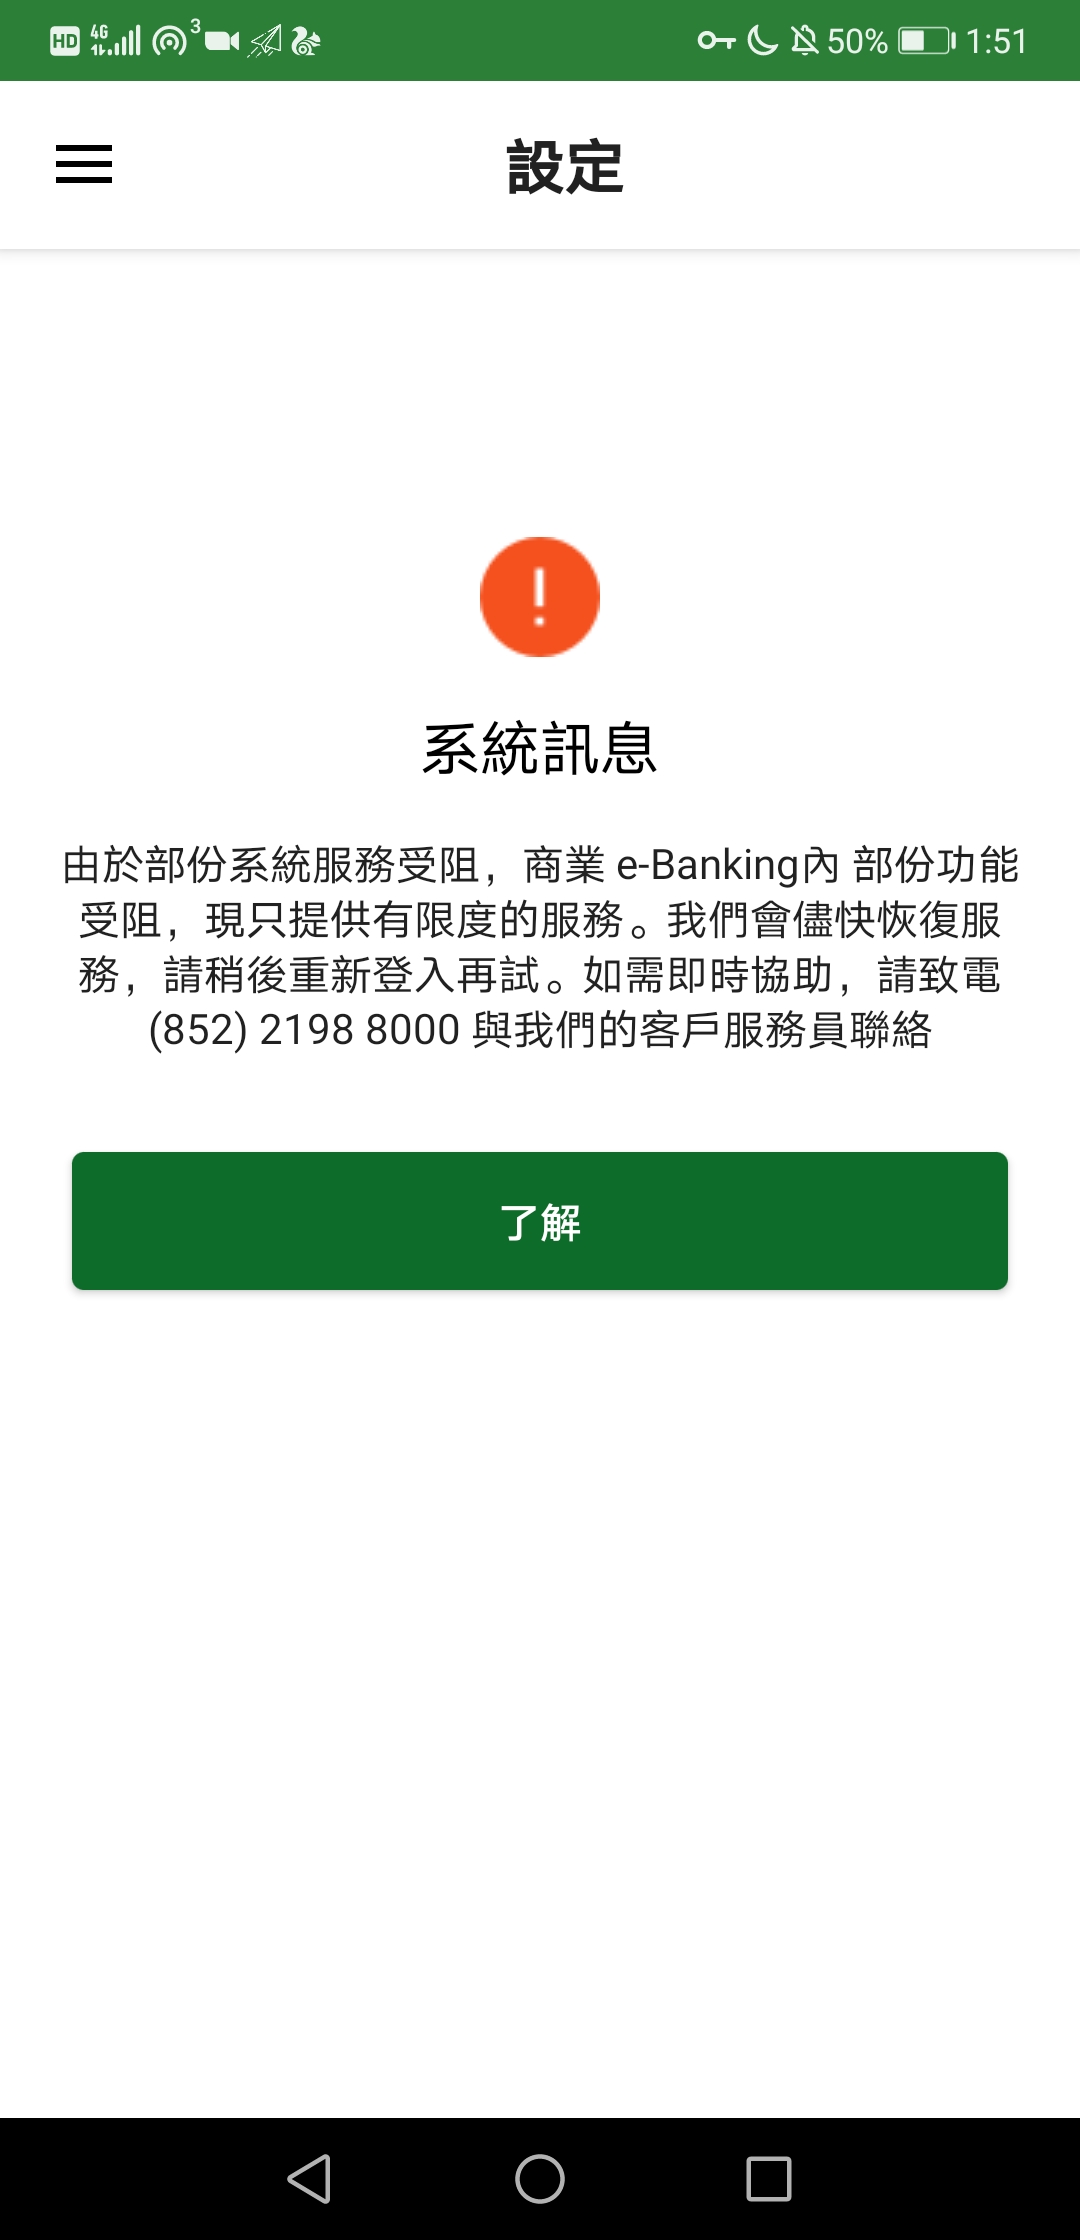 HD 4G 3 50% 1:51
設定
系統訊息
由於部份系統服務受阻，商業 e-Banking內 部份功能
受阻，現只提供有限度的服務。我們會儘快恢復服
務，請稍後重新登入再試。如需即時協助，請致電
(852) 2198 8000 與我們的客戶服務員聯絡
了解